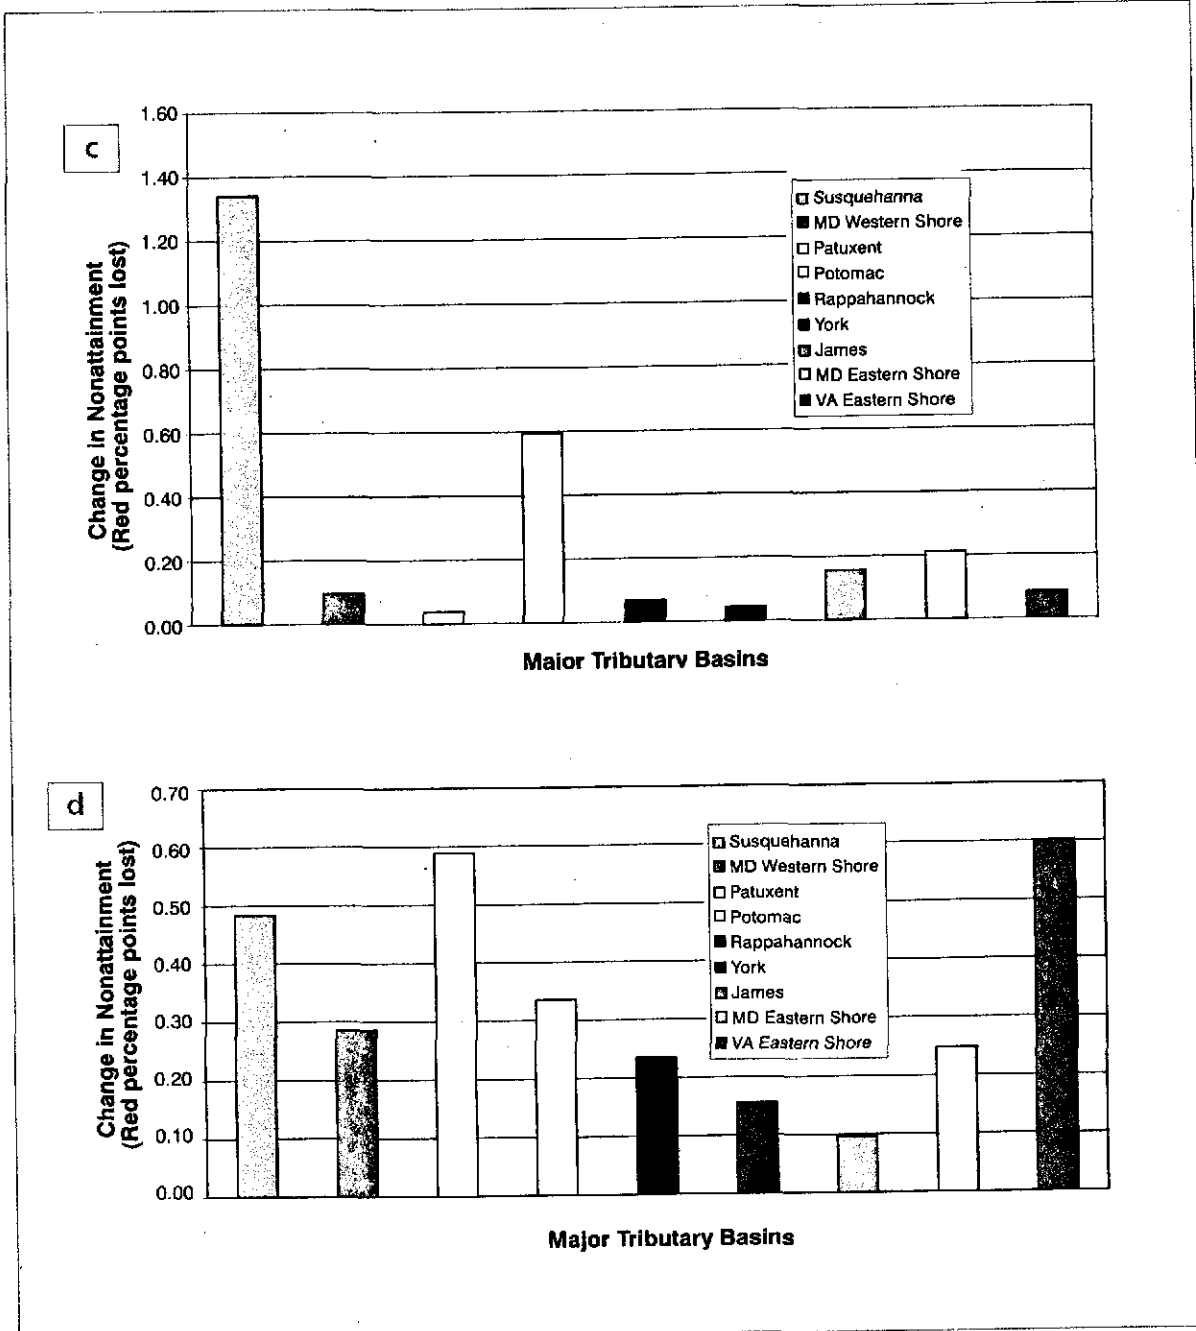 c
1.60
1.40
1.20
1.00
0.80
0.60
0.40
0.20
0.00
Change in Nonattainment
(Red percentage points lost)
Susquehanna
MD Western Shore
Patuxent
Potomac
Rappahannock
York
James
MD Eastern Shore
VA Eastern Shore
Major Tributary Basins
d
0.70
0.60
0.50
0.40
0.30
0.20
0.10
0.00
Change in Nonattainment
(Red percentage points lost)
Susquehanna
MD Western Shore
Patuxent
Potomac
Rappahannock
York
James
MD Eastern Shore
VA Eastern Shore
Major Tributary Basins